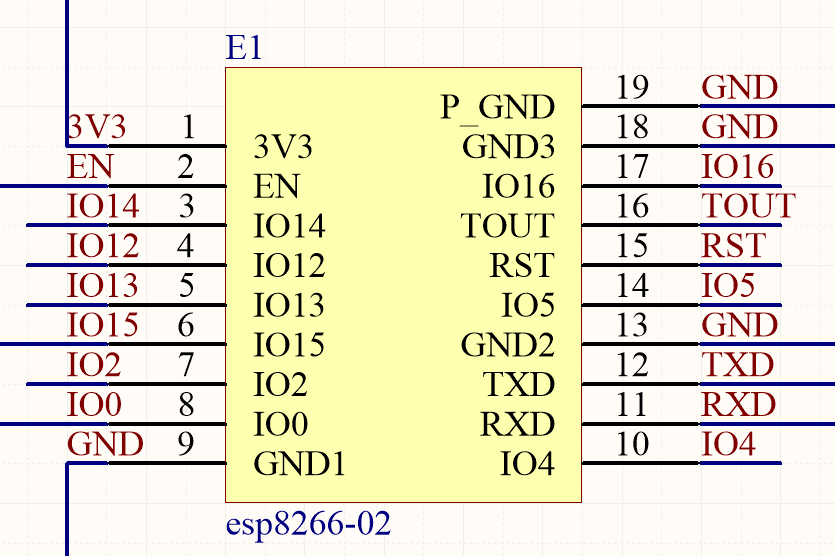 E1
19 GND
P_GND
3V3 1 18 GND
3V3 GND3
EN 2 17 IO16
EN IO16
IO14 3 16 TOUT
IO14 TOUT
IO12 4 15 RST
IO12 RST
IO13 5 14 IO5
IO13 IO5
IO15 6 13 GND
IO15 GND2
IO2 7 12 TXD
IO2 TXD
IO0 8 11 RXD
IO0 RXD
GND 9 10 IO4
GND1 IO4
esp8266-02